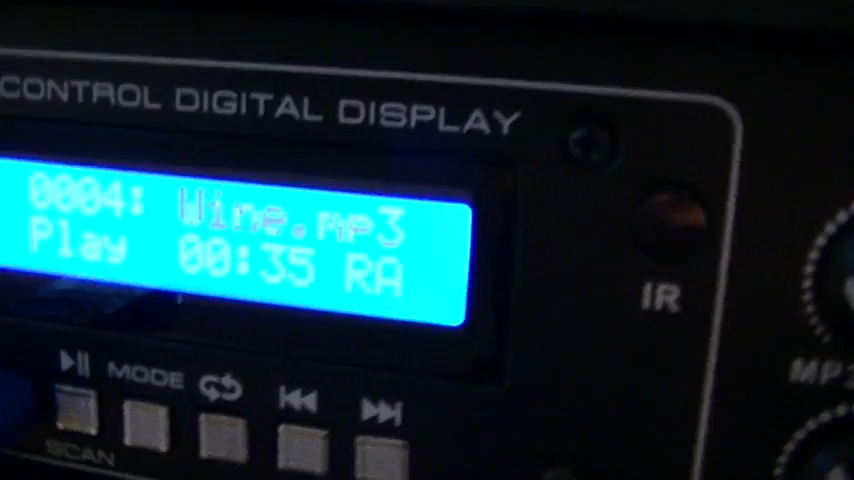 CONTROL DIGITAL DISPLAY
0004: Wine.mp3
Play 00:35 RA
IR
MODE
SCAN